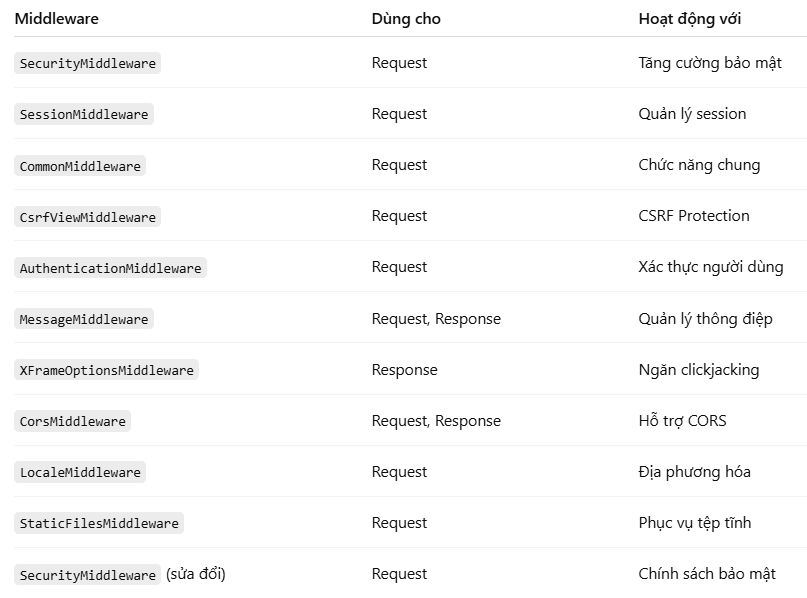 Middleware Dùng cho Hoạt động với
SecurityMiddleware Request Tăng cường bảo mật
SessionMiddleware Request Quản lý session
CommonMiddleware Request Chức năng chung
CsrfViewMiddleware Request CSRF Protection
AuthenticationMiddleware Request Xác thực người dùng
MessageMiddleware Request, Response Quản lý thông điệp
XFrameOptionsMiddleware Response Ngăn clickjacking
CorsMiddleware Request, Response Hỗ trợ CORS
LocaleMiddleware Request Địa phương hóa
StaticFilesMiddleware Request Phục vụ tệp tĩnh
SecurityMiddleware (sửa đổi) Request Chính sách bảo mật